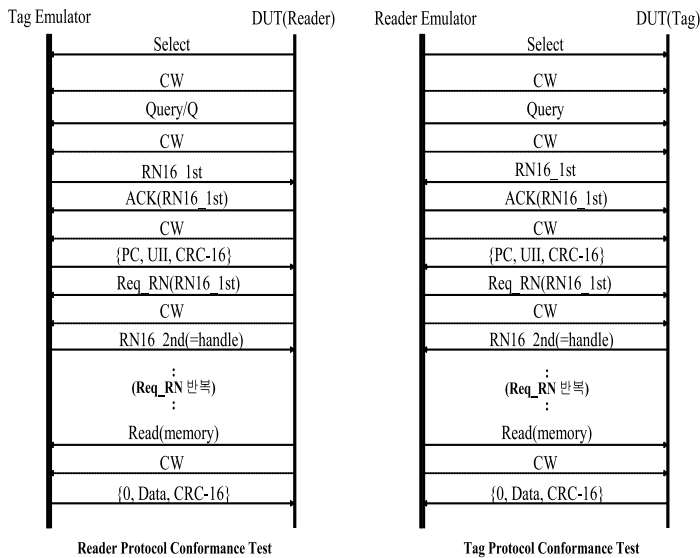 Tag Emulator
DUT(Reader)
Select
CW
Query/Q
CW
RN16_1st
ACK(RN16_1st)
CW
{PC, UII, CRC-16}
Req_RN(RN16_1st)
CW
RN16_2nd(=handle)
:
(Req_RN 반복)
:
Read(memory)
CW
{0, Data, CRC-16}
Reader Protocol Conformance Test
Reader Emulator
DUT(Tag)
Select
CW
Query
CW
RN16_1st
ACK(RN16_1st)
CW
{PC, UII, CRC-16}
Req_RN(RN16_1st)
CW
RN16_2nd(=handle)
:
(Req_RN 반복)
:
Read(memory)
CW
{0, Data, CRC-16}
Tag Protocol Conformance Test